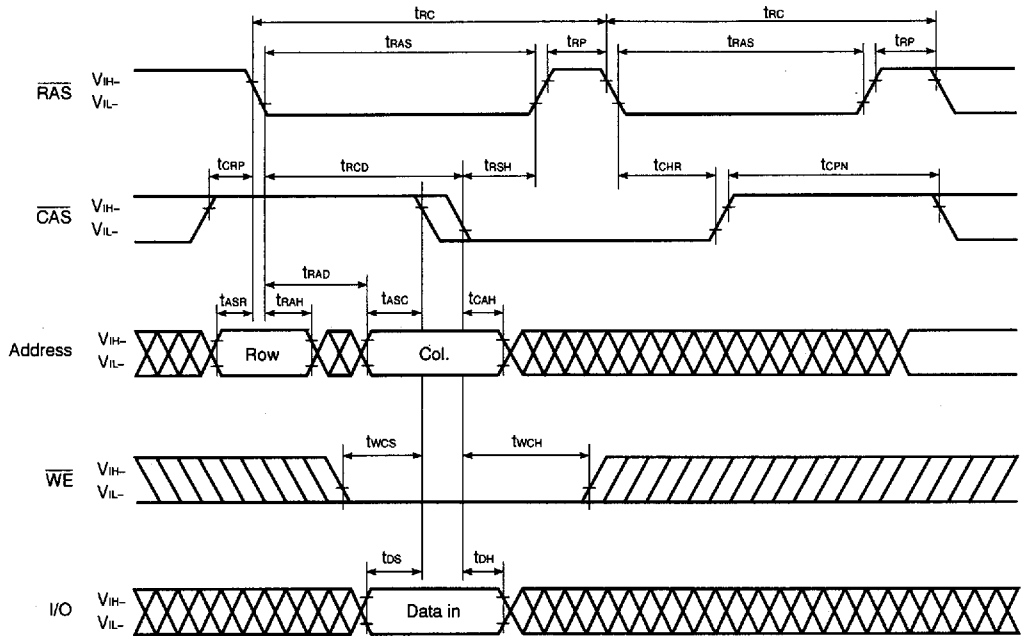 tRC tRC
tRAS tRP tRAS tRP
RAS VIH–
VIL–
tCRP tRCD tRSH tCHR tCPN
CAS VIH–
VIL–
tRAD
tASR tRAH tASC tCAH
Address VIH–
VIL–
Row Col.
tWCS tWCH
WE VIH–
VIL–
tDS tDH
I/O VIH–
VIL–
Data in